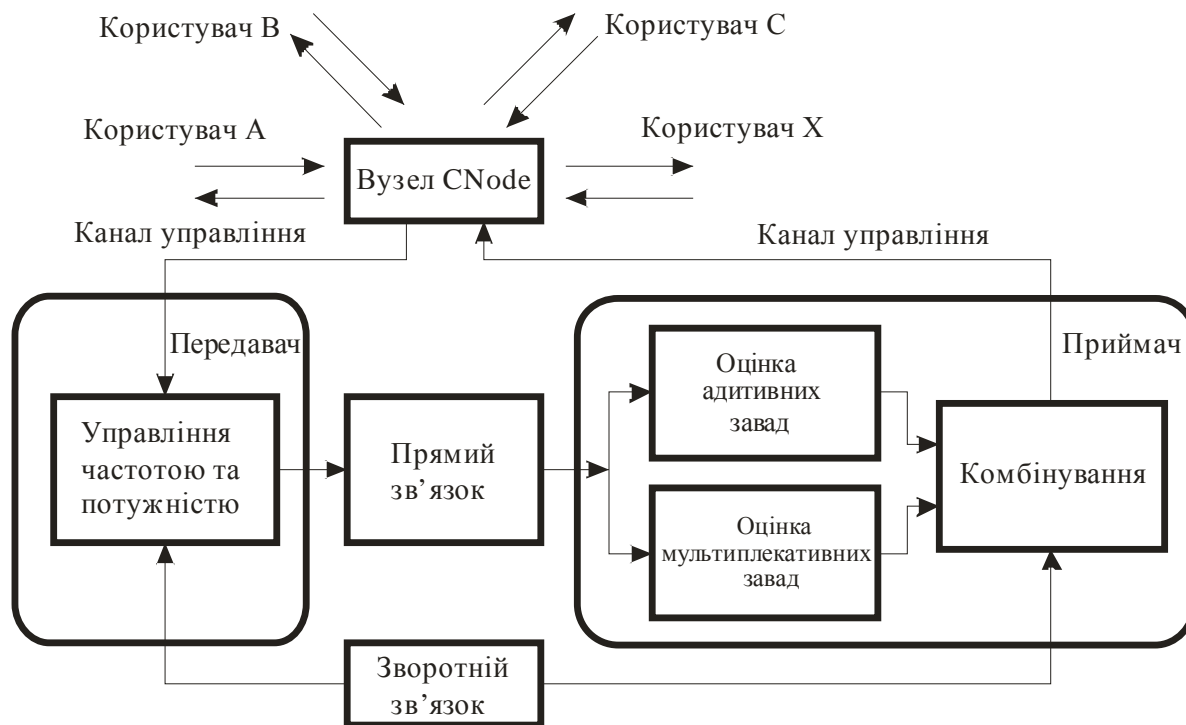 Користувач B
Користувач C
Користувач A
Користувач X
Вузел CNode
Канал управління
Канал управління
Передавач
Приймач
Управління
частотою та
потужністю
Прямий
зв’язок
Оцінка
адитивних
завад
Оцінка
мультиплекативних
завад
Комбінування
Зворотній
зв’язок